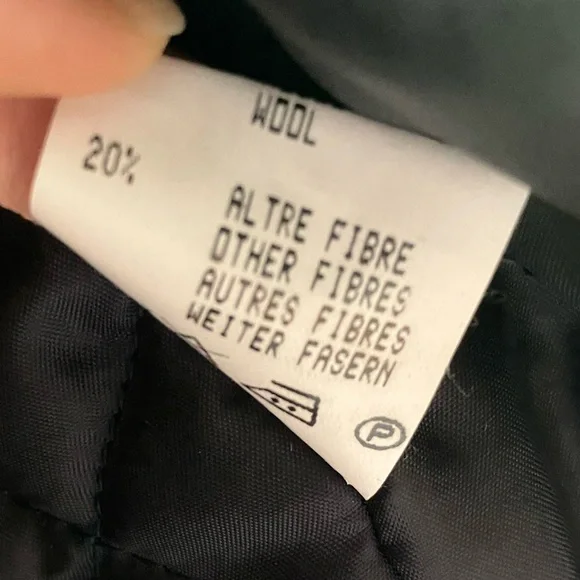 WOOL
20%
ALTRE FIBRE
OTHER FIBRES
AUTRES FIBRES
WEITER FASERN
P